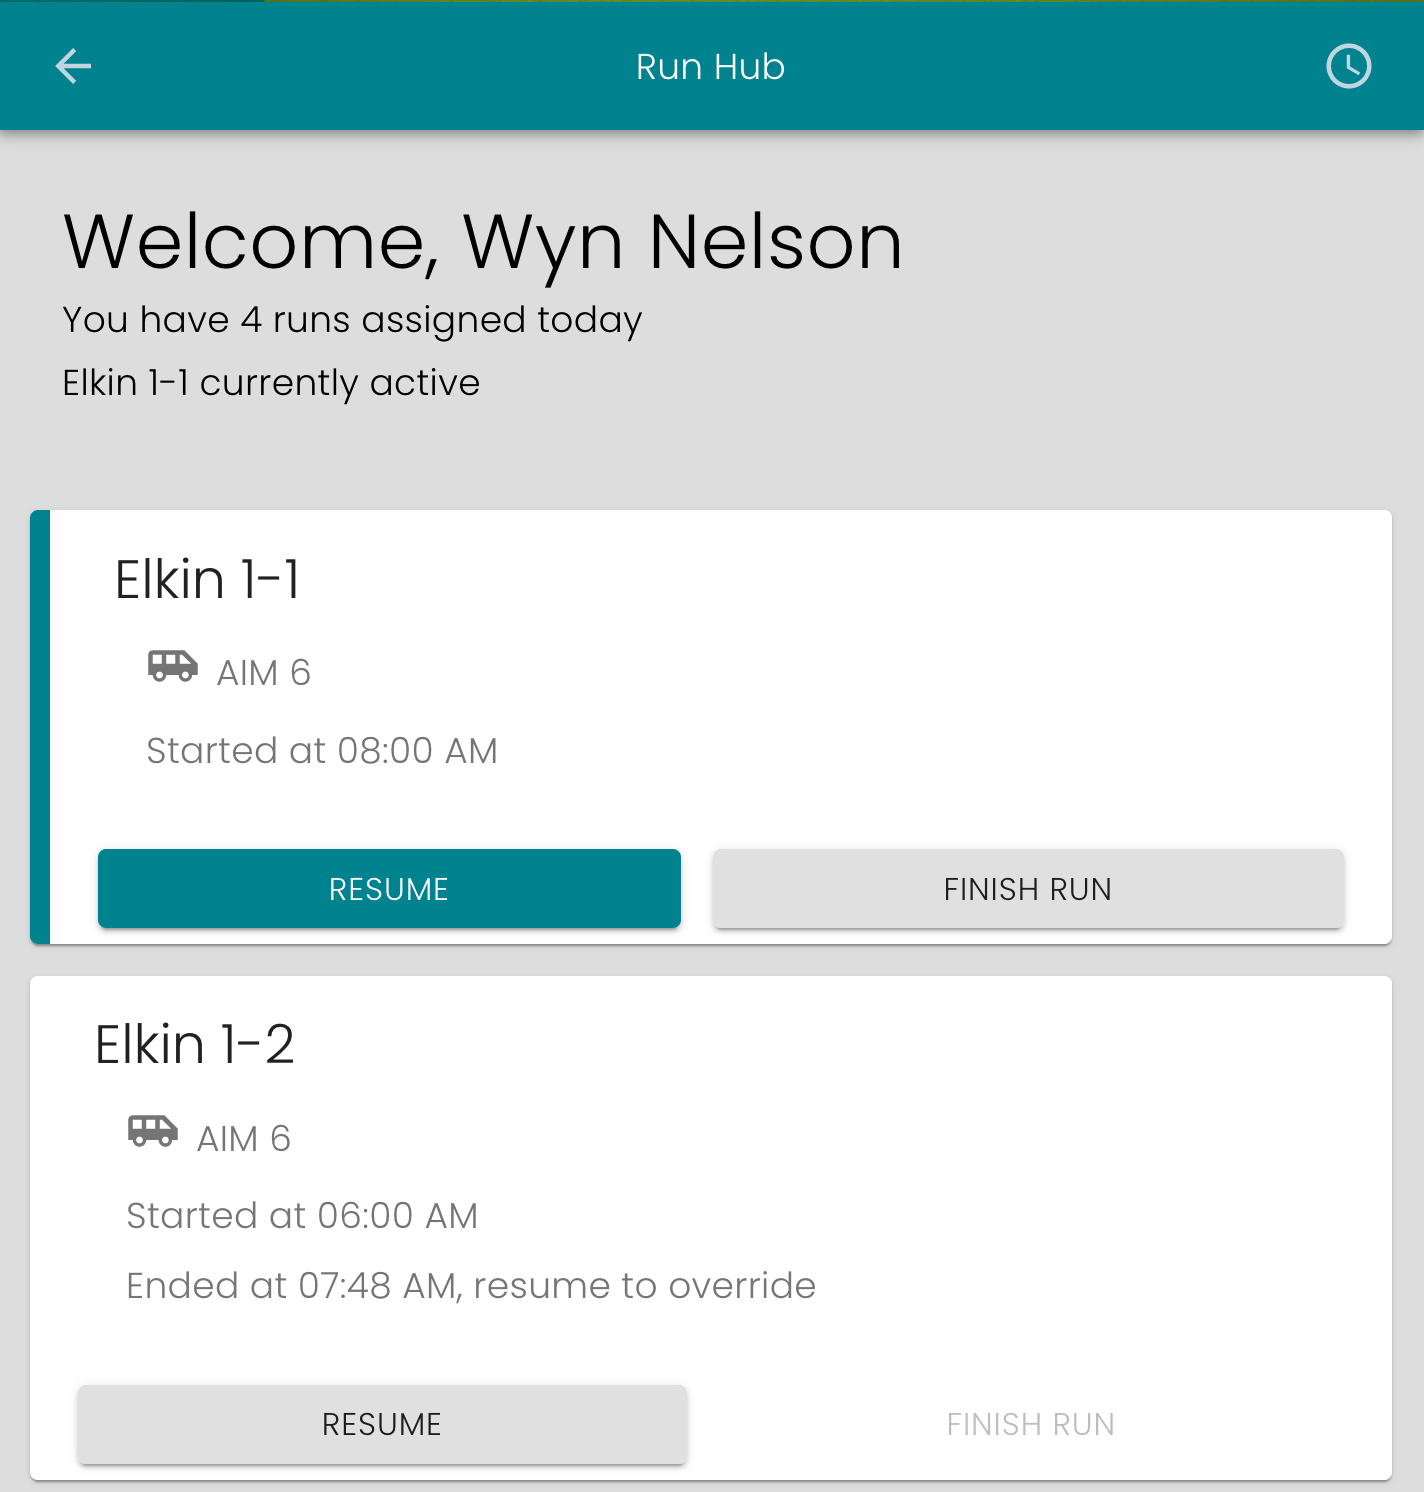 Run Hub
Welcome, Wyn Nelson
You have 4 runs assigned today
Elkin 1-1 currently active
Elkin 1-1
AIM 6
Started at 08:00 AM
RESUME
FINISH RUN
Elkin 1-2
AIM 6
Started at 06:00 AM
Ended at 07:48 AM, resume to override
RESUME
FINISH RUN